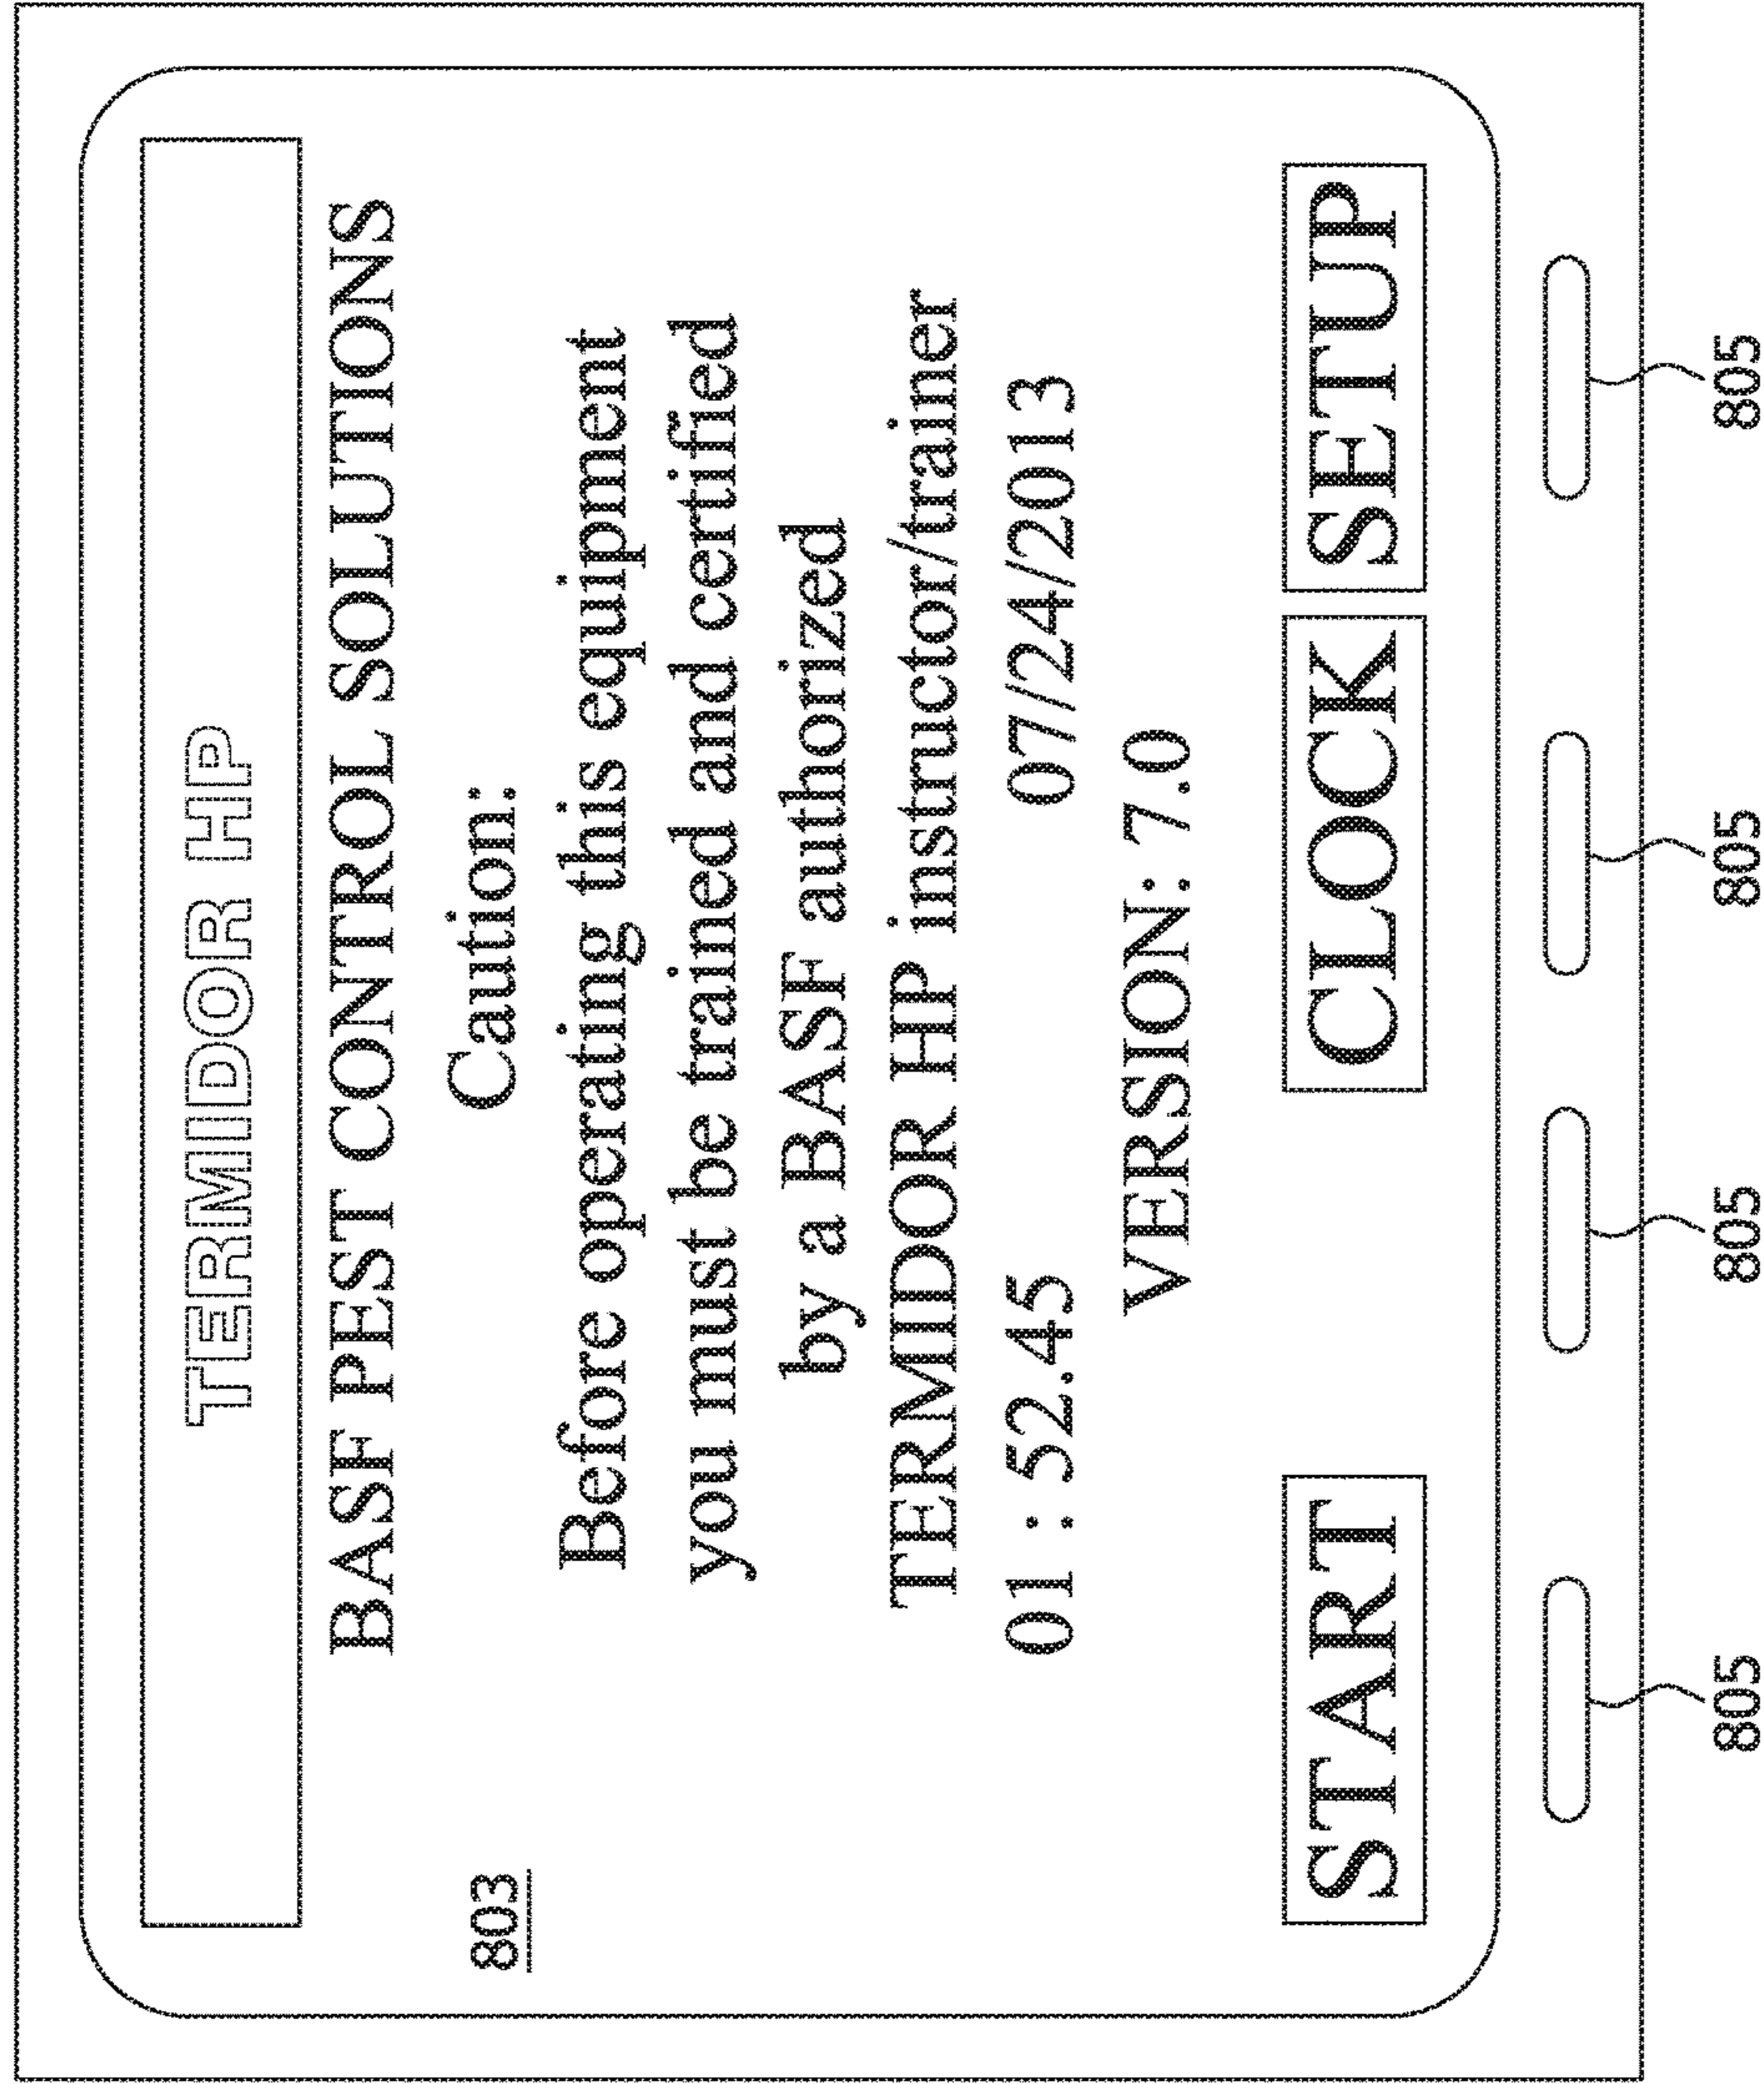 TERMIDOR HP
BASF PEST CONTROL SOLUTIONS
803
Caution:
Before operating this equipment
you must be trained and certified
by a BASF authorized
TERMIDOR HP instructor/trainer
01 : 52.45 07/24/2013
VERSION: 7.0
START CLOCK SETUP
805 805 805 805